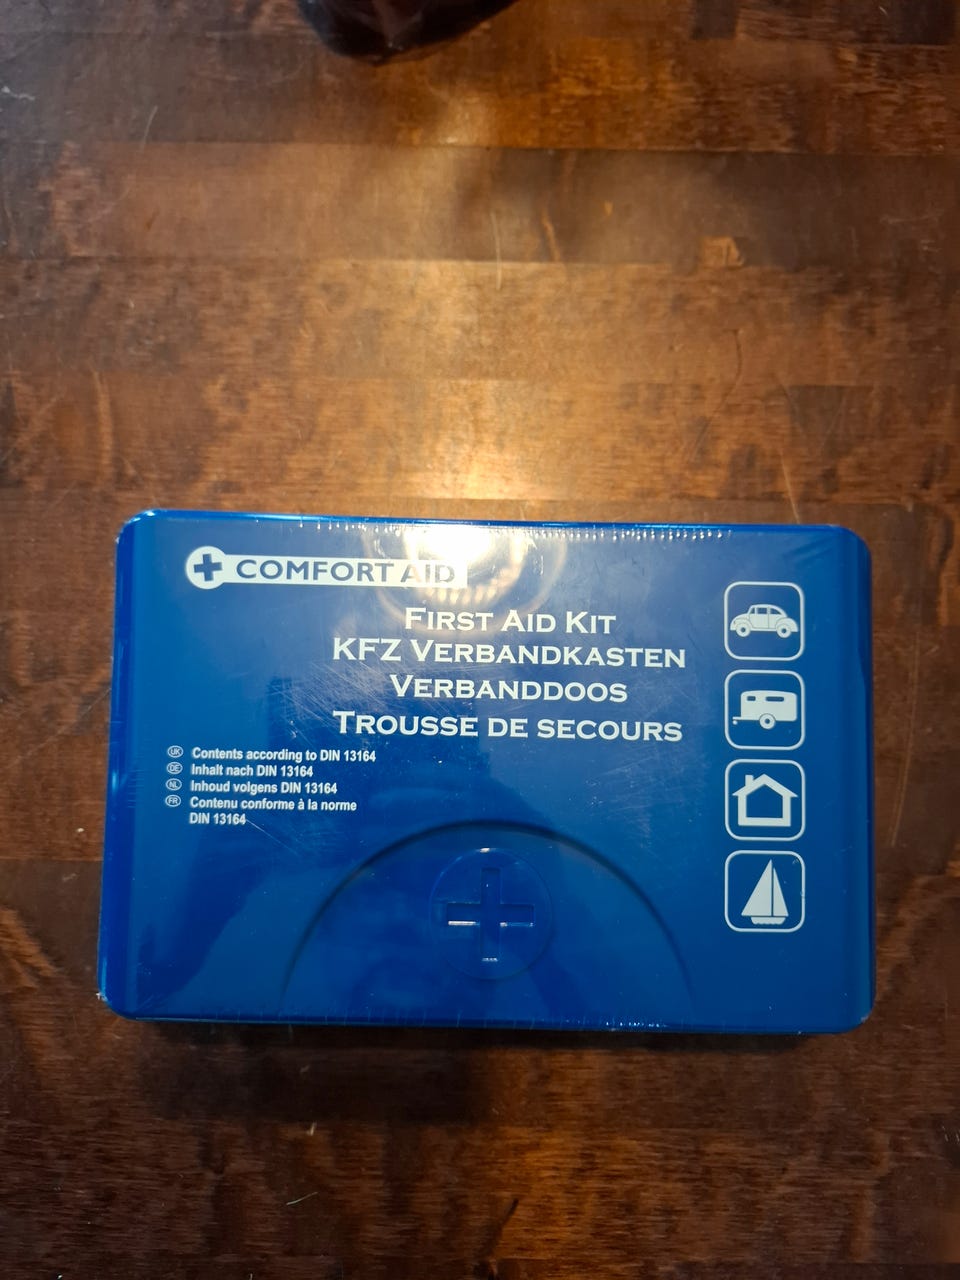 COMFORT AID
FIRST AID KIT
KFZ VERBANDKASTEN
VERBANDDOOS
TROUSSE DE SECOURS
UK Contents according to DIN 13164
DE Inhalt nach DIN 13164
NL Inhoud volgens DIN 13164
FR Contenu conforme à la norme
DIN 13164